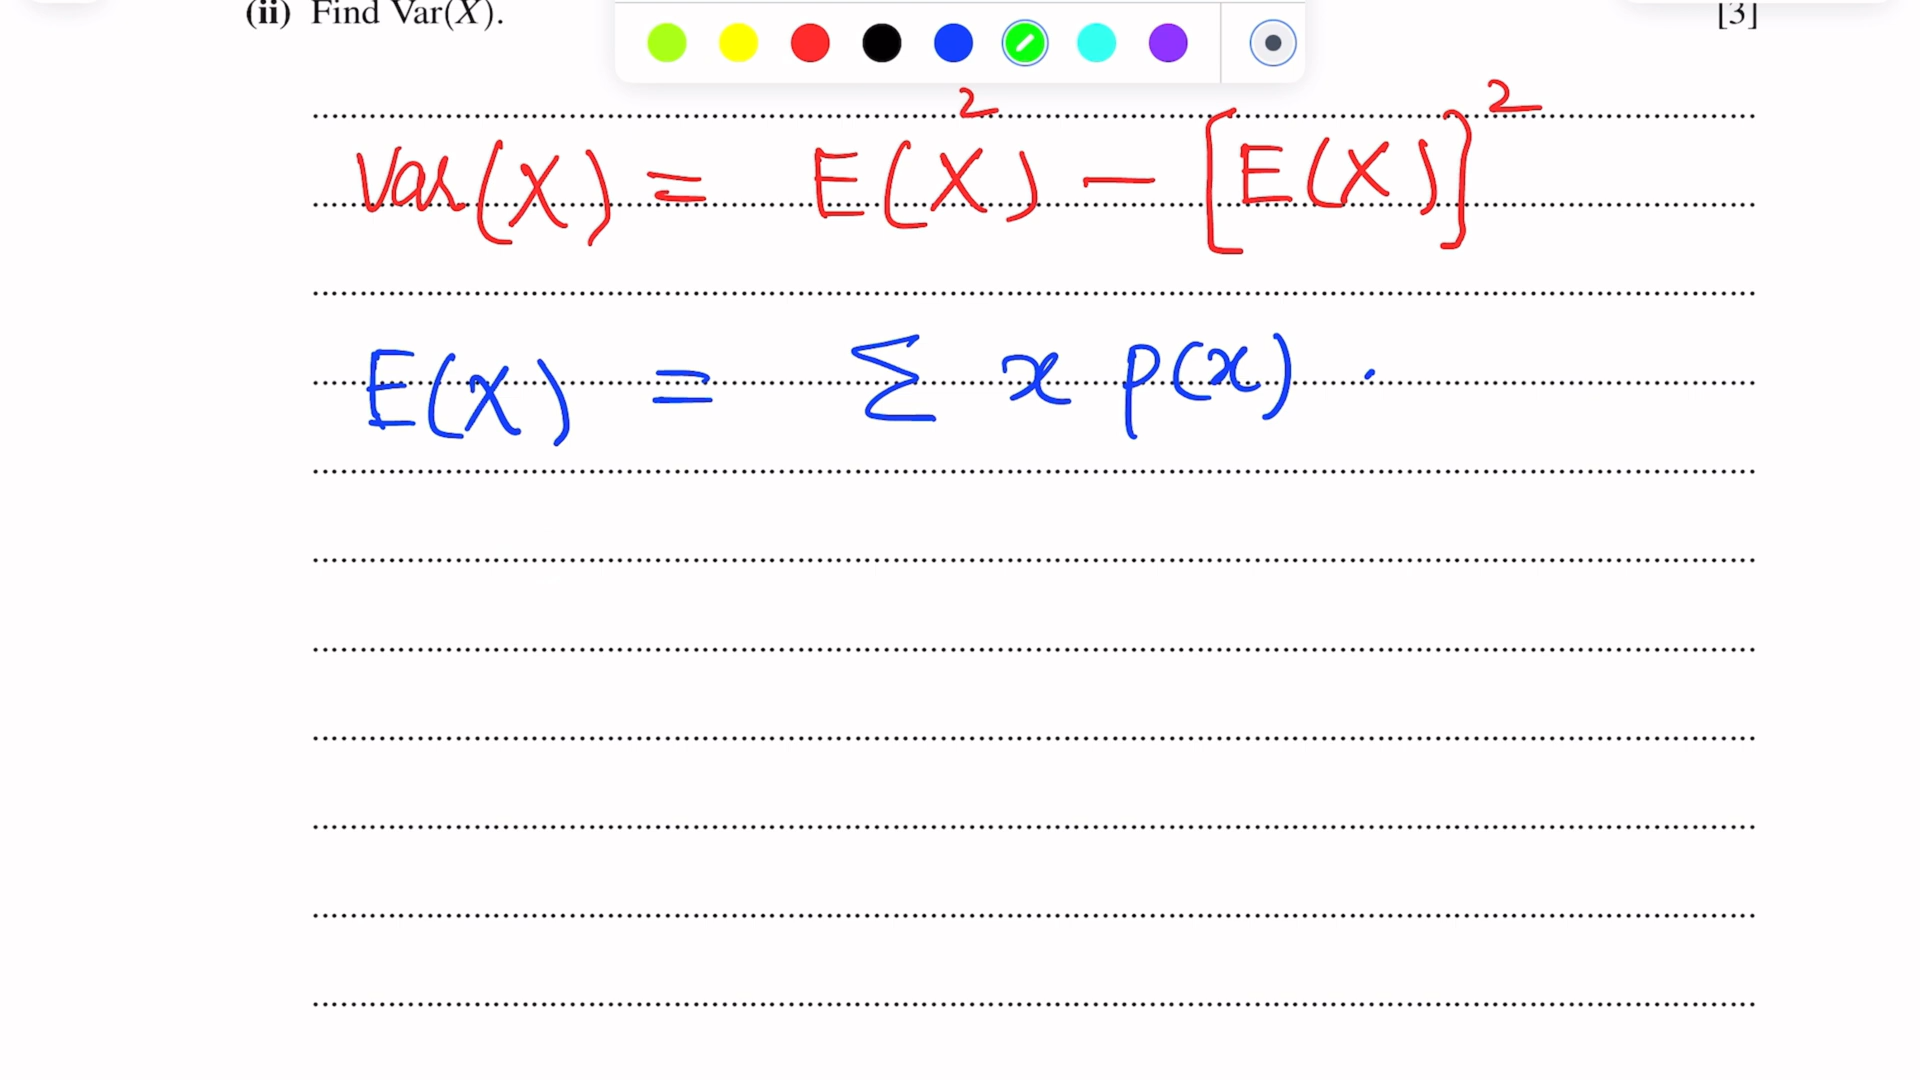 (ii) Find Var(X). [3]
Var(X) = E(X²) − [E(X)]²
E(X) = Σ x p(x) .